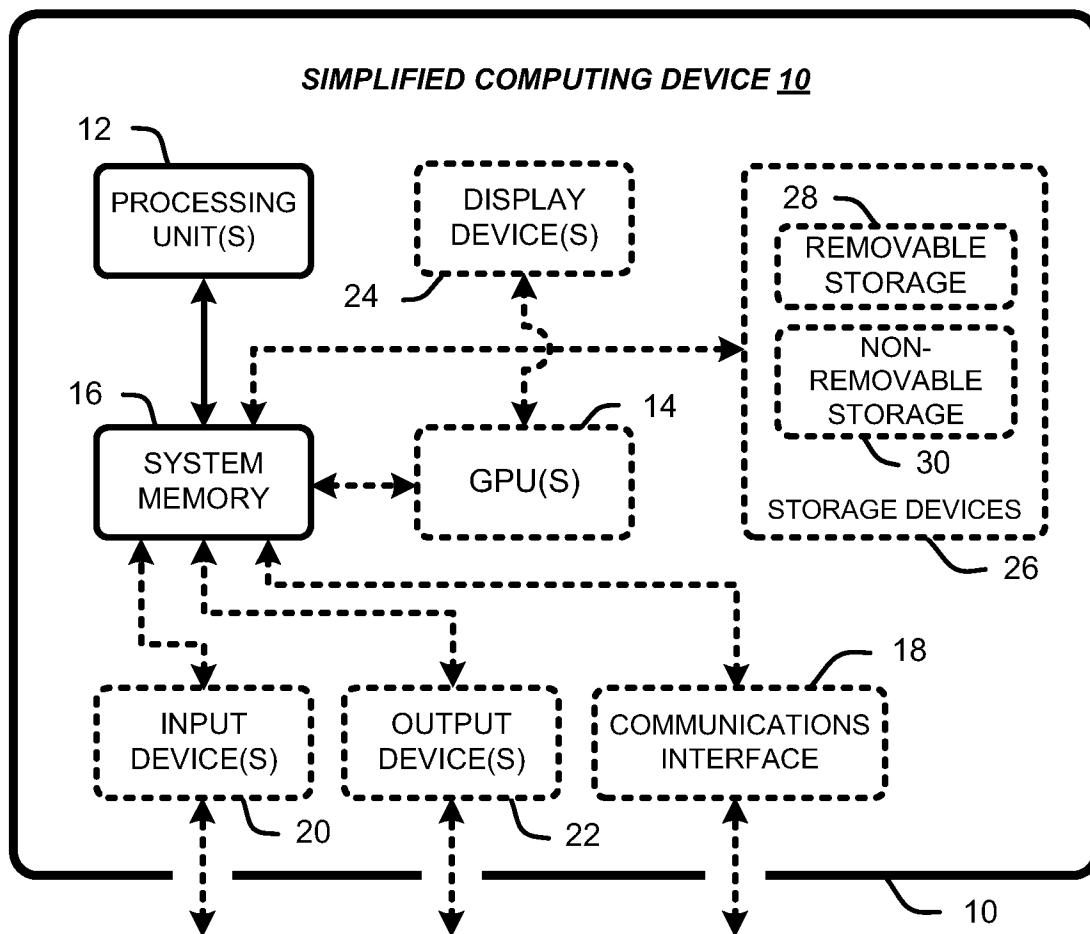 SIMPLIFIED COMPUTING DEVICE 10
12
PROCESSING
UNIT(S)
DISPLAY
DEVICE(S)
24
28
REMOVABLE
STORAGE
NON-
REMOVABLE
STORAGE
30
STORAGE DEVICES
26
16
SYSTEM
MEMORY
14
GPU(S)
INPUT
DEVICE(S)
20
OUTPUT
DEVICE(S)
22
18
COMMUNICATIONS
INTERFACE
10